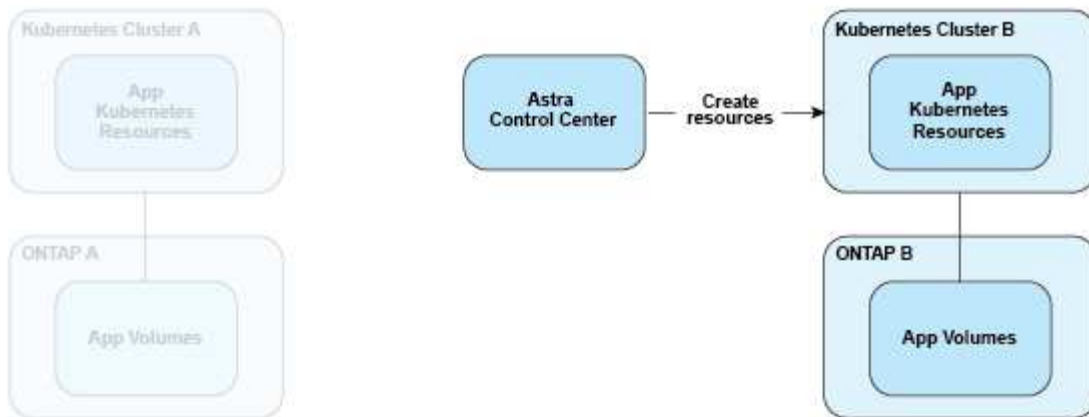 Kubernetes Cluster A
App
Kubernetes
Resources
ONTAP A
App Volumes
Astra
Control Center
Create
resources
Kubernetes Cluster B
App
Kubernetes
Resources
ONTAP B
App Volumes